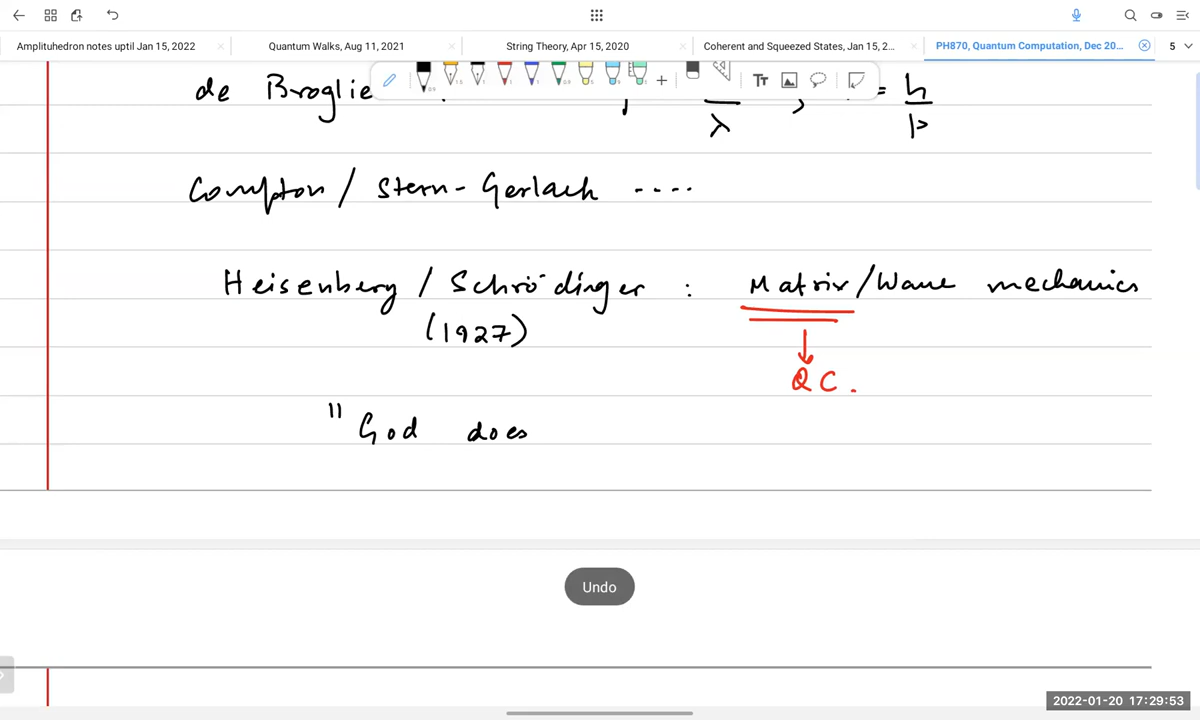 Amplituhedron notes uptil Jan 15, 2022
Quantum Walks, Aug 11, 2021
String Theory, Apr 15, 2020
Coherent and Squeezed States, Jan 15, 2...
PH870, Quantum Computation, Dec 20...
5
Tт
de Broglie λ , = h/p
Compton / Stern-Gerlach ....
Heisenberg / Schrödinger : Matrix/Wave mechanics
(1927)
↓
QC.
" God does
Undo
2022-01-20 17:29:53